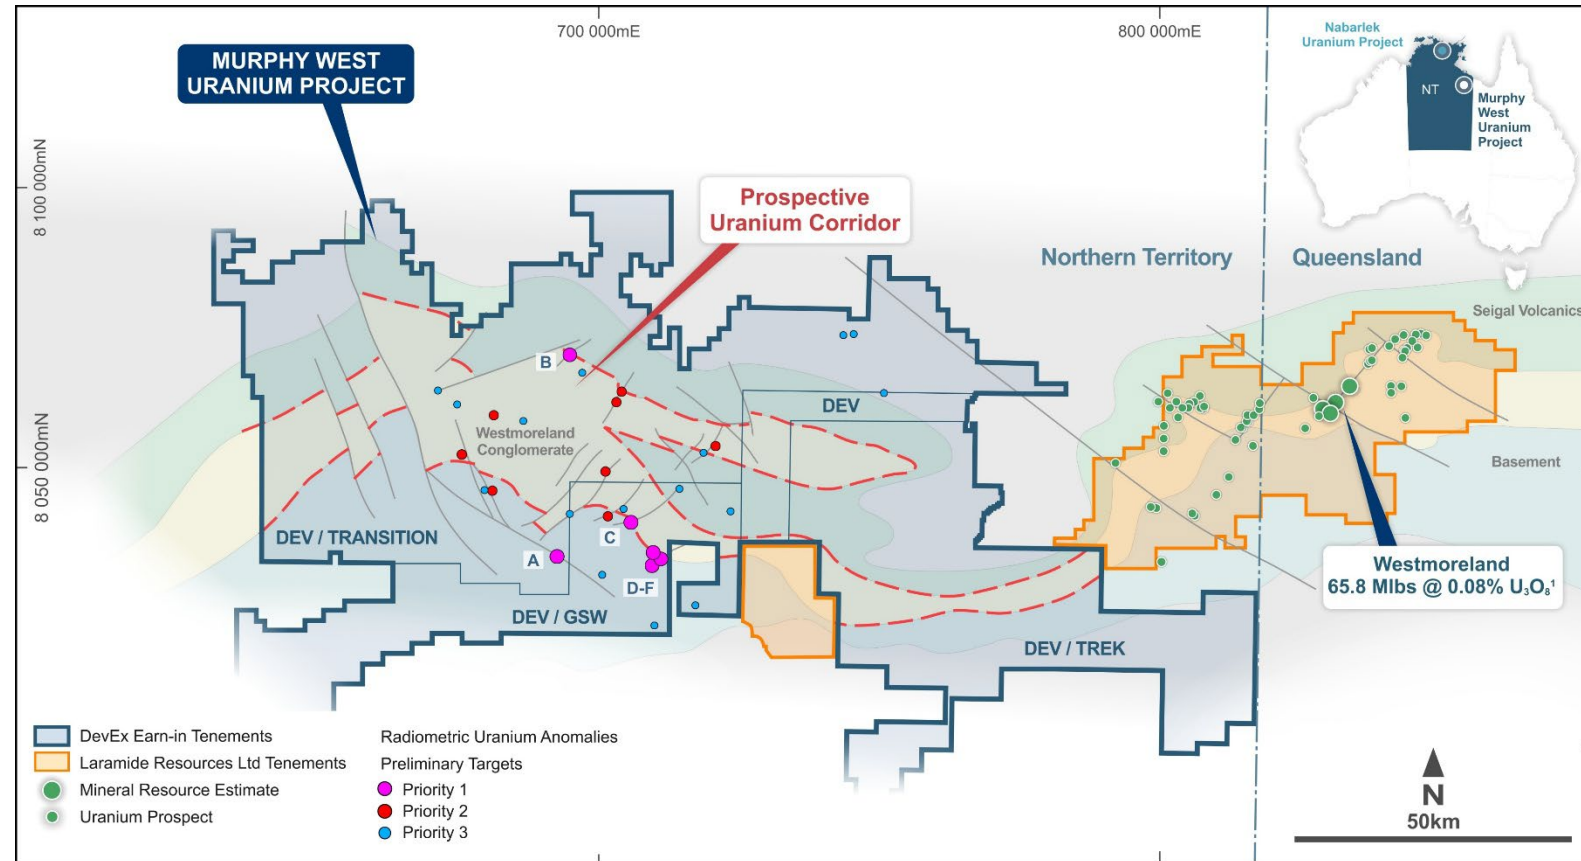 700 000mE
800 000mE
8 100 000mN
8 050 000mN
MURPHY WEST
URANIUM PROJECT
Prospective
Uranium Corridor
Northern Territory
Queensland
Nabarlek
Uranium Project
NT
Murphy
West
Uranium
Project
Seigal Volcanics
Basement
B
DEV
Westmoreland
Conglomerate
DEV / TRANSITION
C
A
D-F
DEV / GSW
DEV / TREK
Westmoreland
65.8 Mlbs @ 0.08% U₃O₈¹
DevEx Earn-in Tenements
Laramide Resources Ltd Tenements
Mineral Resource Estimate
Uranium Prospect
Radiometric Uranium Anomalies
Preliminary Targets
Priority 1
Priority 2
Priority 3
N
50km